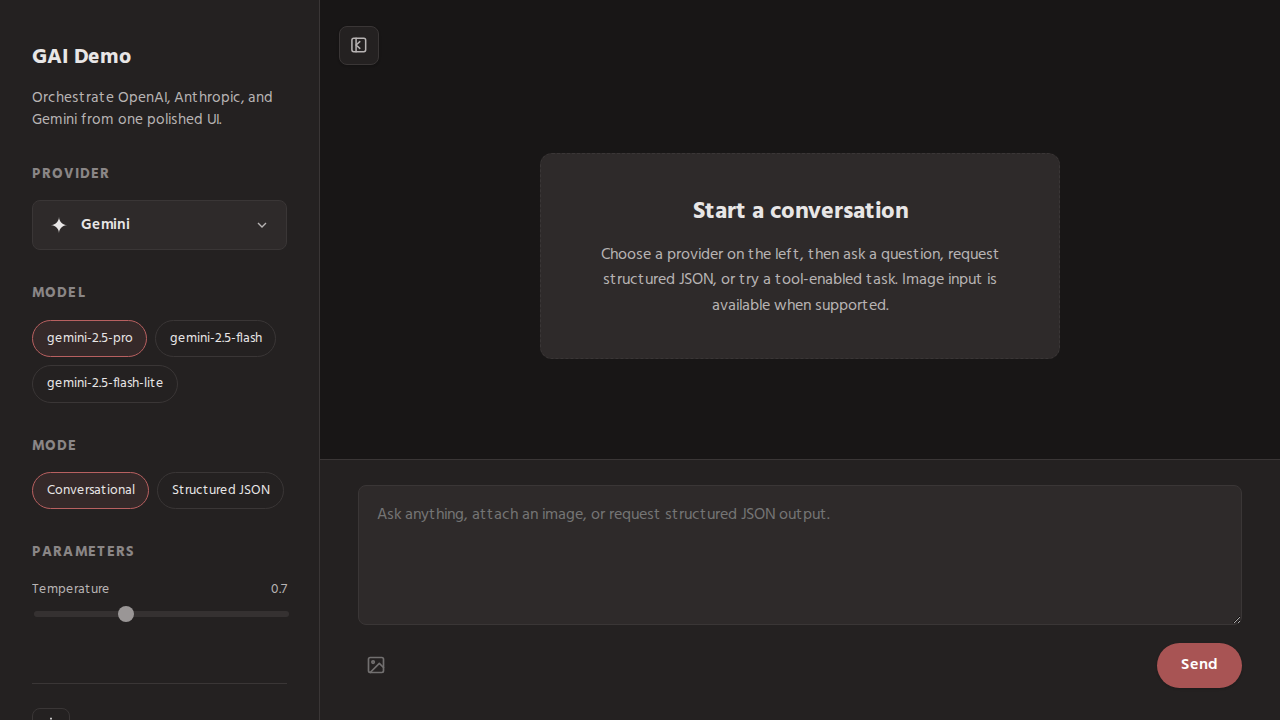 GAI Demo
Orchestrate OpenAI, Anthropic, and
Gemini from one polished UI.
PROVIDER
Gemini
MODEL
gemini-2.5-pro
gemini-2.5-flash
gemini-2.5-flash-lite
MODE
Conversational
Structured JSON
PARAMETERS
Temperature
0.7
Start a conversation
Choose a provider on the left, then ask a question, request
structured JSON, or try a tool-enabled task. Image input is
available when supported.
Ask anything, attach an image, or request structured JSON output.
Send